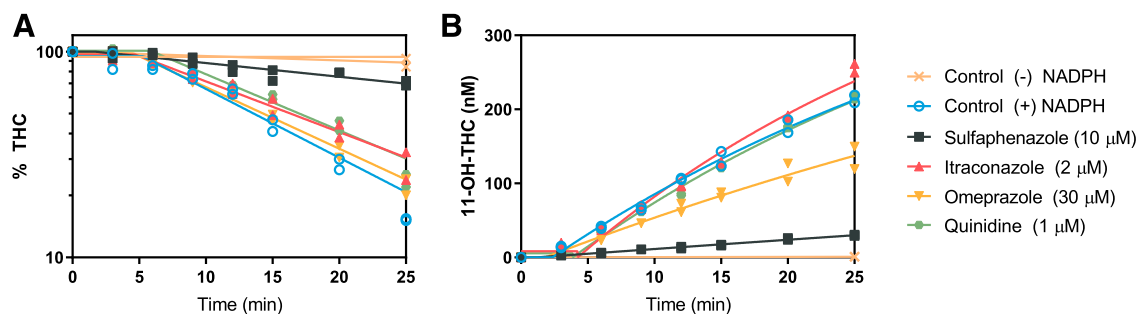 A
100
10
% THC
0 5 10 15 20 25
Time (min)
B
300
200
100
0
11-OH-THC (nM)
0 5 10 15 20 25
Time (min)
Control (-) NADPH
Control (+) NADPH
Sulfaphenazole (10 μM)
Itraconazole (2 μM)
Omeprazole (30 μM)
Quinidine (1 μM)